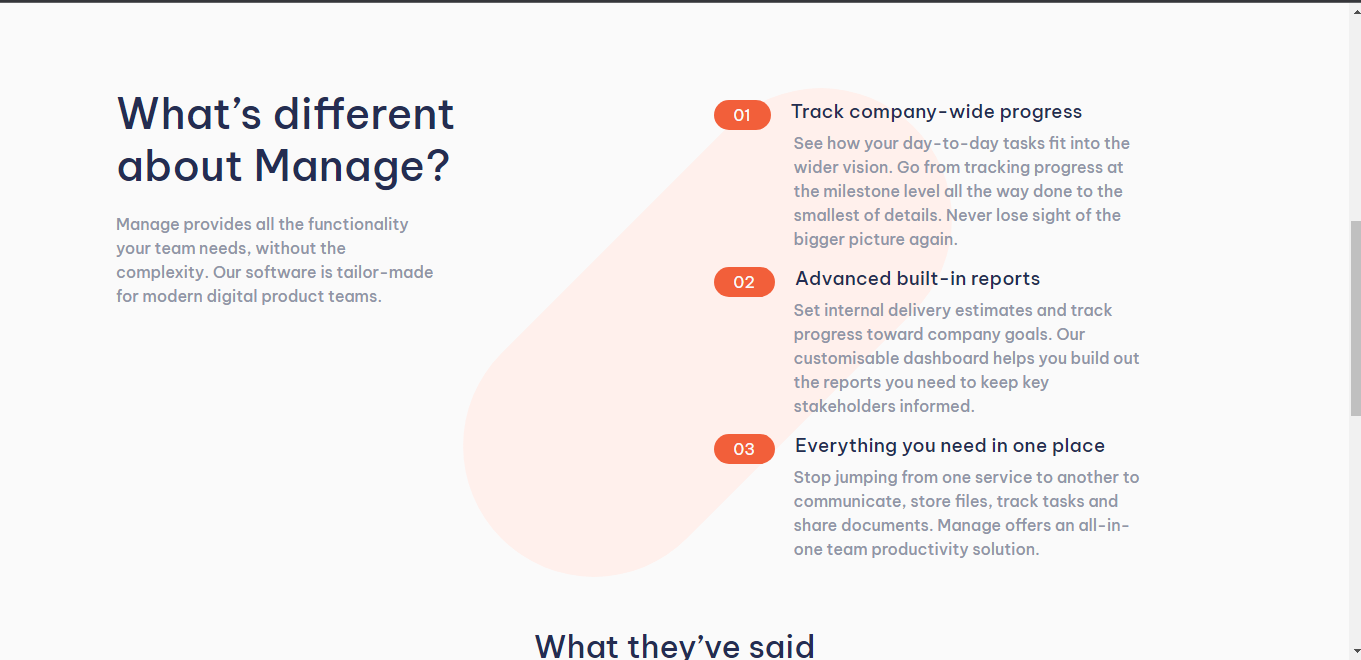 What’s different
about Manage?
Manage provides all the functionality
your team needs, without the
complexity. Our software is tailor-made
for modern digital product teams.
01 Track company-wide progress
See how your day-to-day tasks fit into the
wider vision. Go from tracking progress at
the milestone level all the way done to the
smallest of details. Never lose sight of the
bigger picture again.
02 Advanced built-in reports
Set internal delivery estimates and track
progress toward company goals. Our
customisable dashboard helps you build out
the reports you need to keep key
stakeholders informed.
03 Everything you need in one place
Stop jumping from one service to another to
communicate, store files, track tasks and
share documents. Manage offers an all-in-
one team productivity solution.
What they’ve said